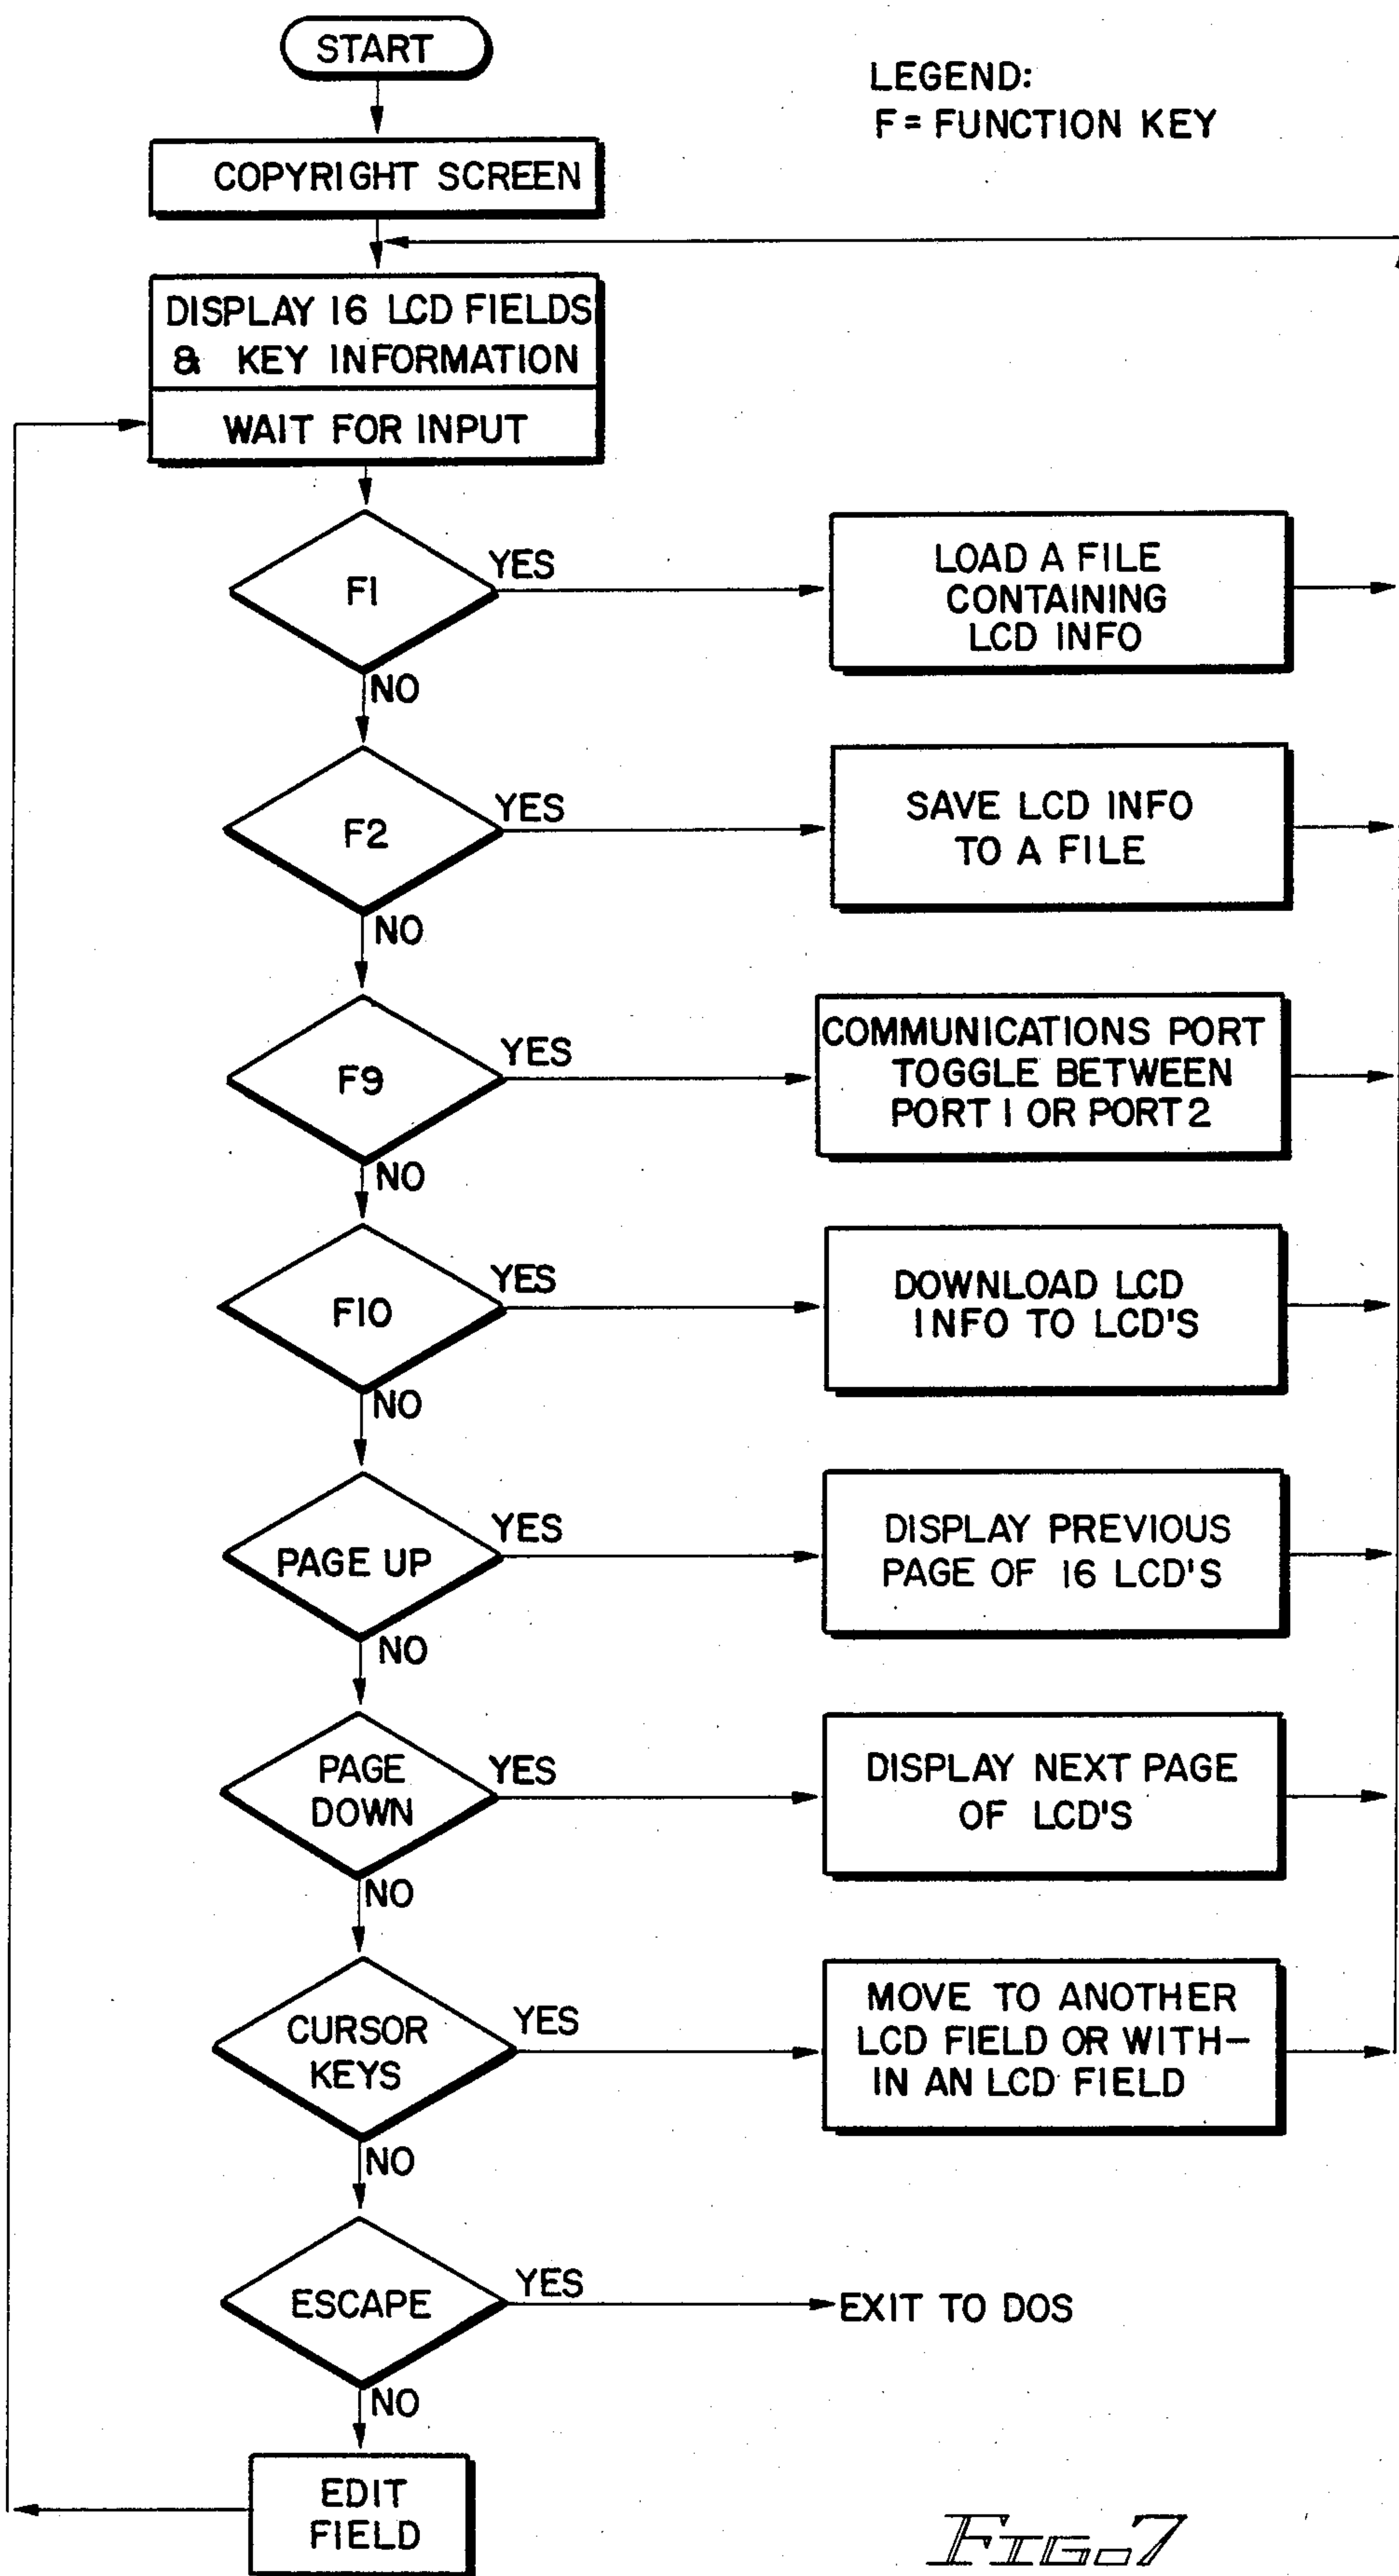 START
LEGEND:
F = FUNCTION KEY
COPYRIGHT SCREEN
DISPLAY 16 LCD FIELDS
& KEY INFORMATION
WAIT FOR INPUT
F1
YES
LOAD A FILE
CONTAINING
LCD INFO
NO
F2
YES
SAVE LCD INFO
TO A FILE
NO
F9
YES
COMMUNICATIONS PORT
TOGGLE BETWEEN
PORT 1 OR PORT 2
NO
F10
YES
DOWNLOAD LCD
INFO TO LCD'S
NO
PAGE UP
YES
DISPLAY PREVIOUS
PAGE OF 16 LCD'S
NO
PAGE
DOWN
YES
DISPLAY NEXT PAGE
OF LCD'S
NO
CURSOR
KEYS
YES
MOVE TO ANOTHER
LCD FIELD OR WITH-
IN AN LCD FIELD
NO
ESCAPE
YES
EXIT TO DOS
NO
EDIT
FIELD
FIG. 7